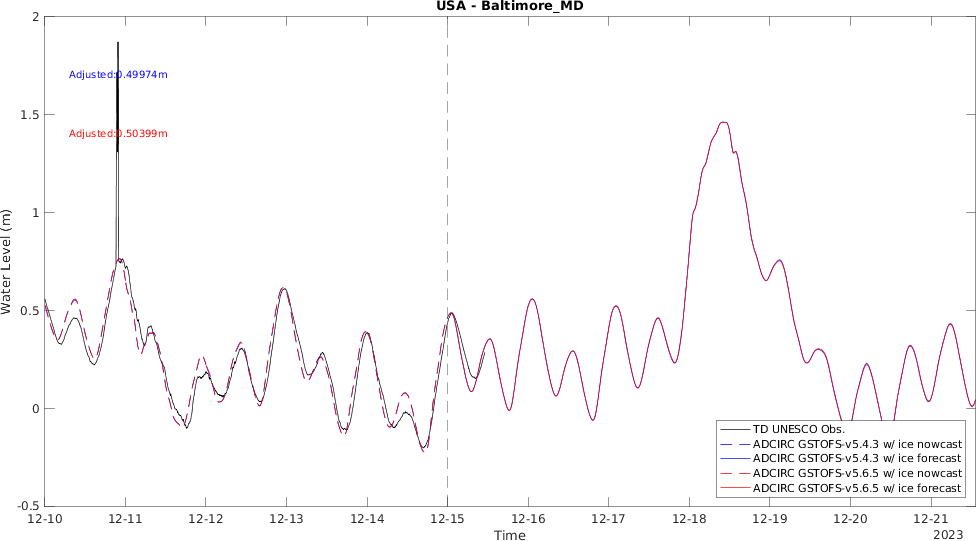 USA - Baltimore_MD
2
1.5
1
0.5
0
-0.5
Water Level (m)
Adjusted:0.49974m
Adjusted:0.50399m
TD UNESCO Obs.
ADCIRC GSTOFS-v5.4.3 w/ ice nowcast
ADCIRC GSTOFS-v5.4.3 w/ ice forecast
ADCIRC GSTOFS-v5.6.5 w/ ice nowcast
ADCIRC GSTOFS-v5.6.5 w/ ice forecast
12-10 12-11 12-12 12-13 12-14 12-15 12-16 12-17 12-18 12-19 12-20 12-21
Time
2023